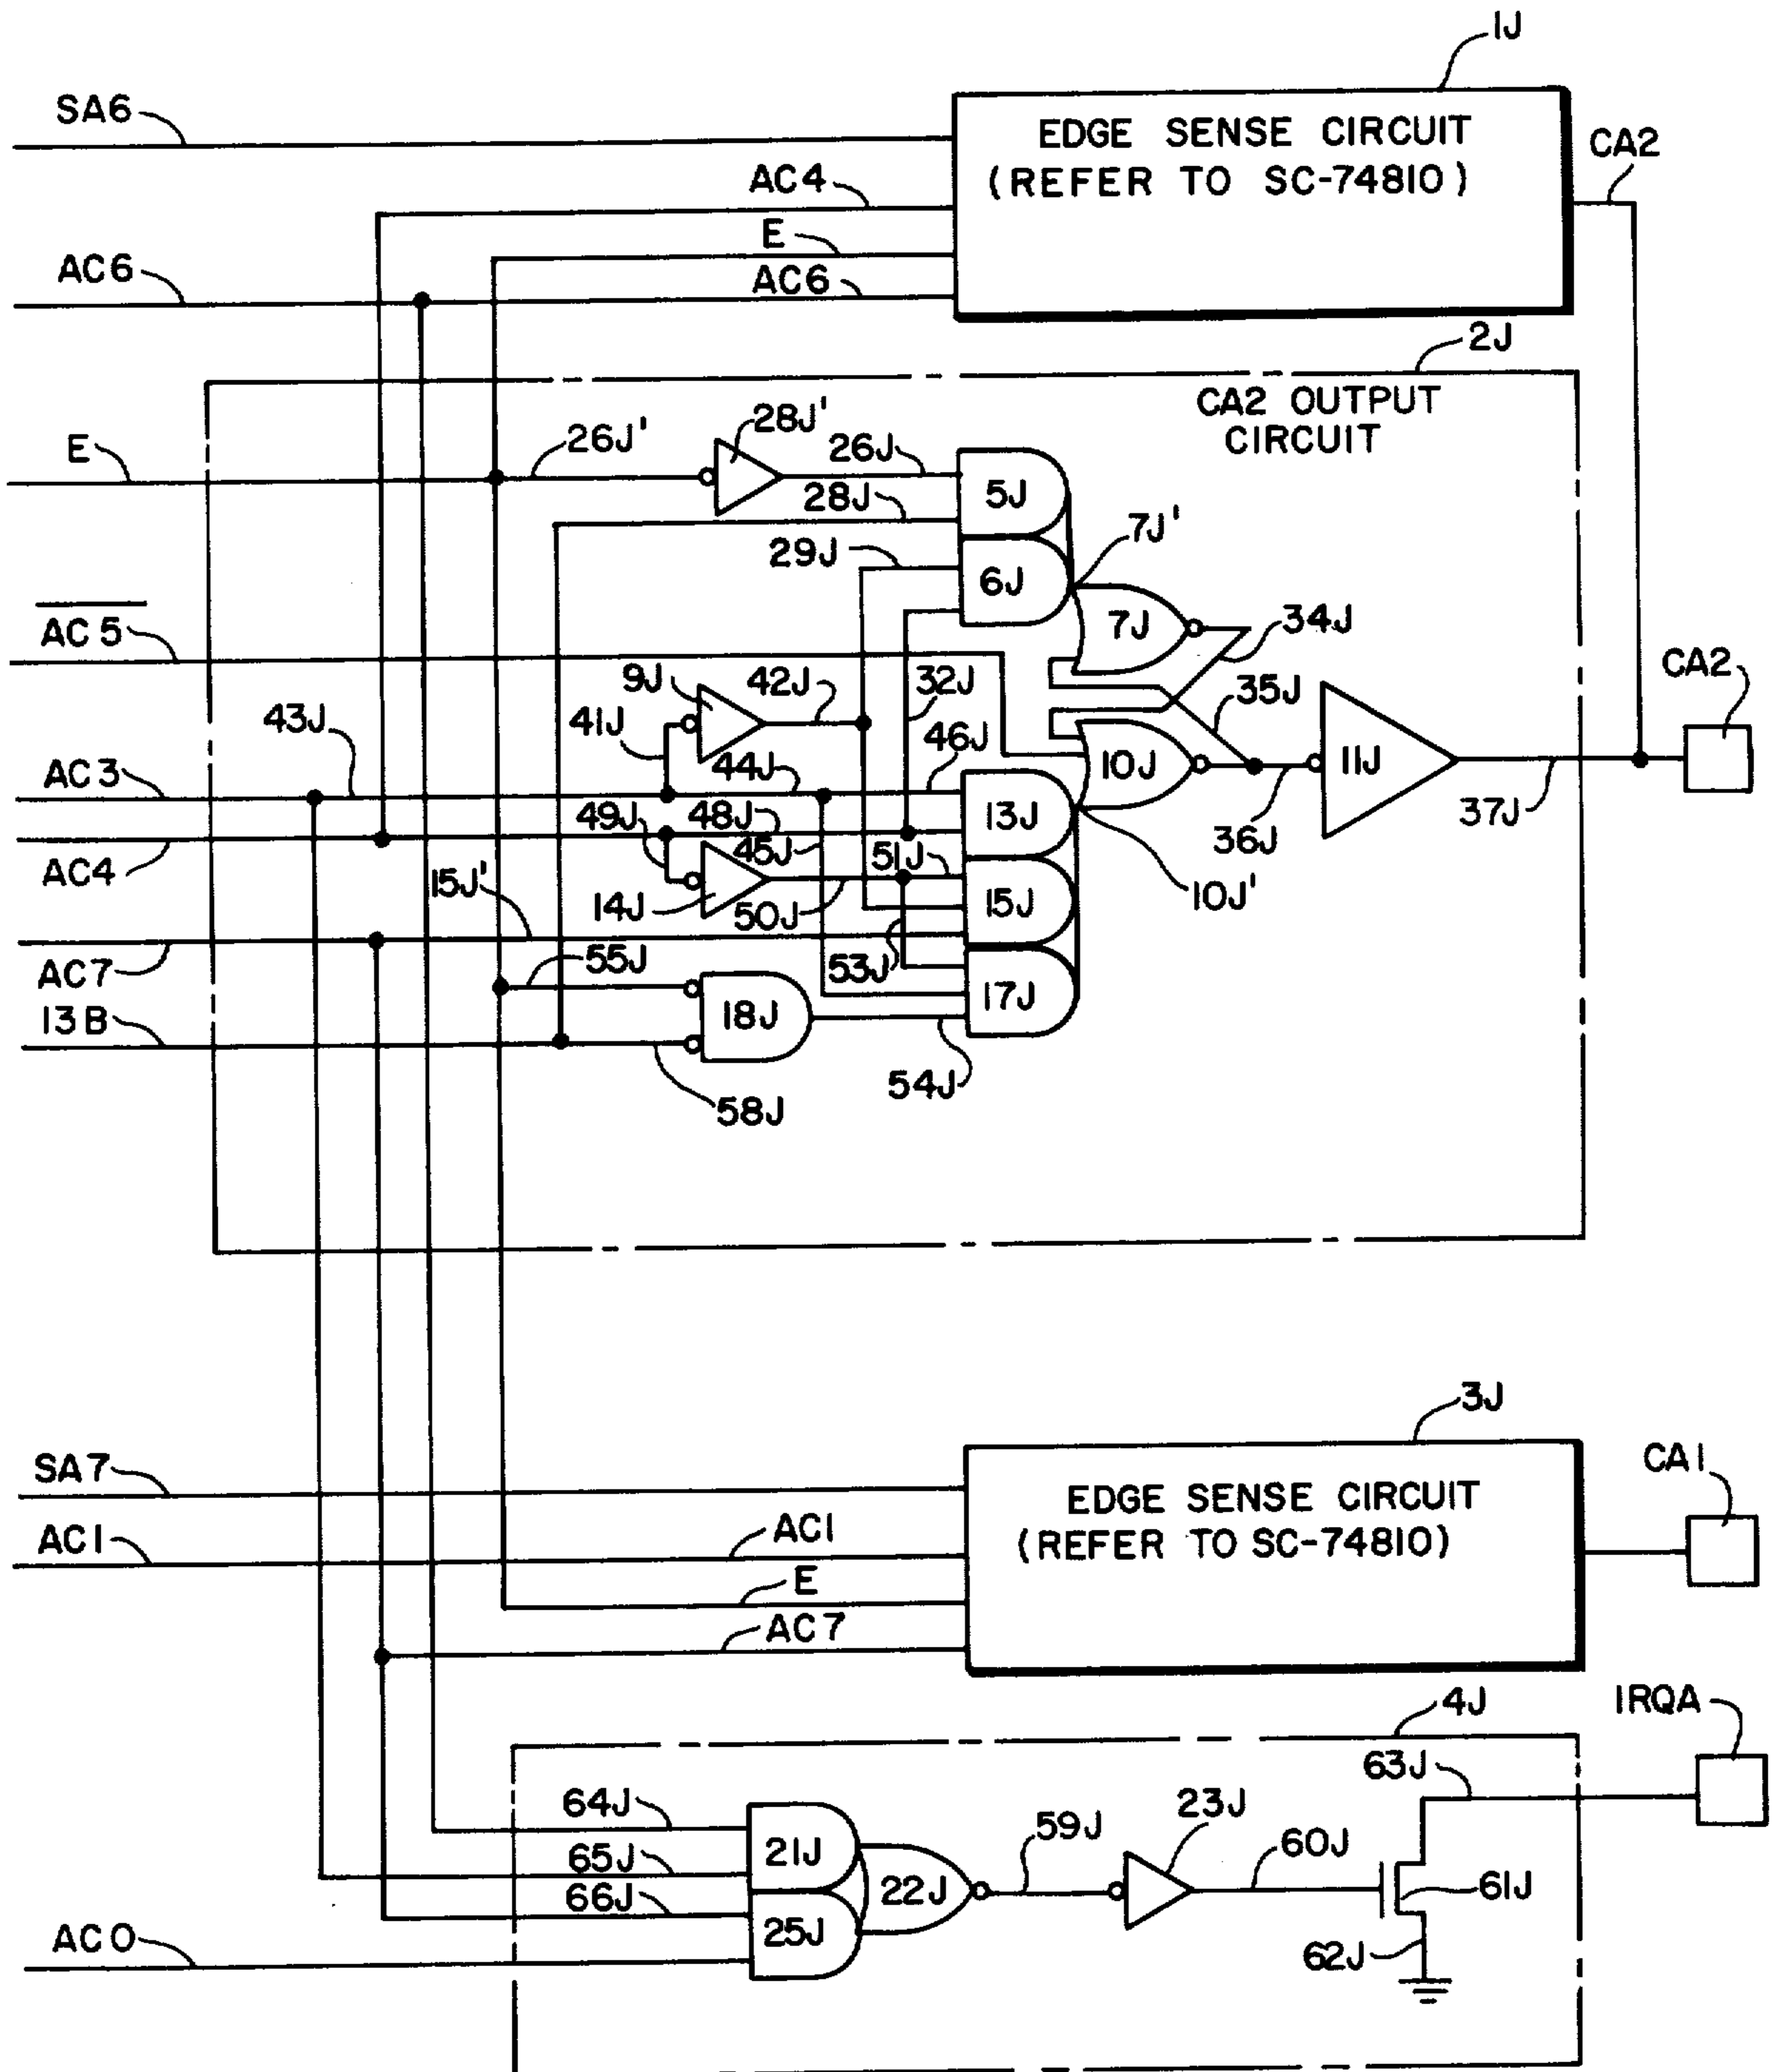 1J
SA6
EDGE SENSE CIRCUIT
(REFER TO SC-74810)
CA2
AC4
E
AC6
AC6
2J
CA2 OUTPUT
CIRCUIT
E
26J'
28J'
26J
28J
5J
29J
6J
7J'
7J
34J
AC5
CA2
9J
42J
32J
35J
43J
41J
46J
AC3
44J
10J
11J
49J
48J
13J
36J
37J
AC4
45J
51J
15J'
14J
50J
15J
10J'
AC7
55J
53J
17J
13B
18J
54J
58J
3J
SA7
CA1
EDGE SENSE CIRCUIT
(REFER TO SC-74810)
AC1
AC1
E
AC7
4J
IRQA
63J
64J
23J
59J
60J
21J
65J
22J
61J
66J
25J
AC0
62J